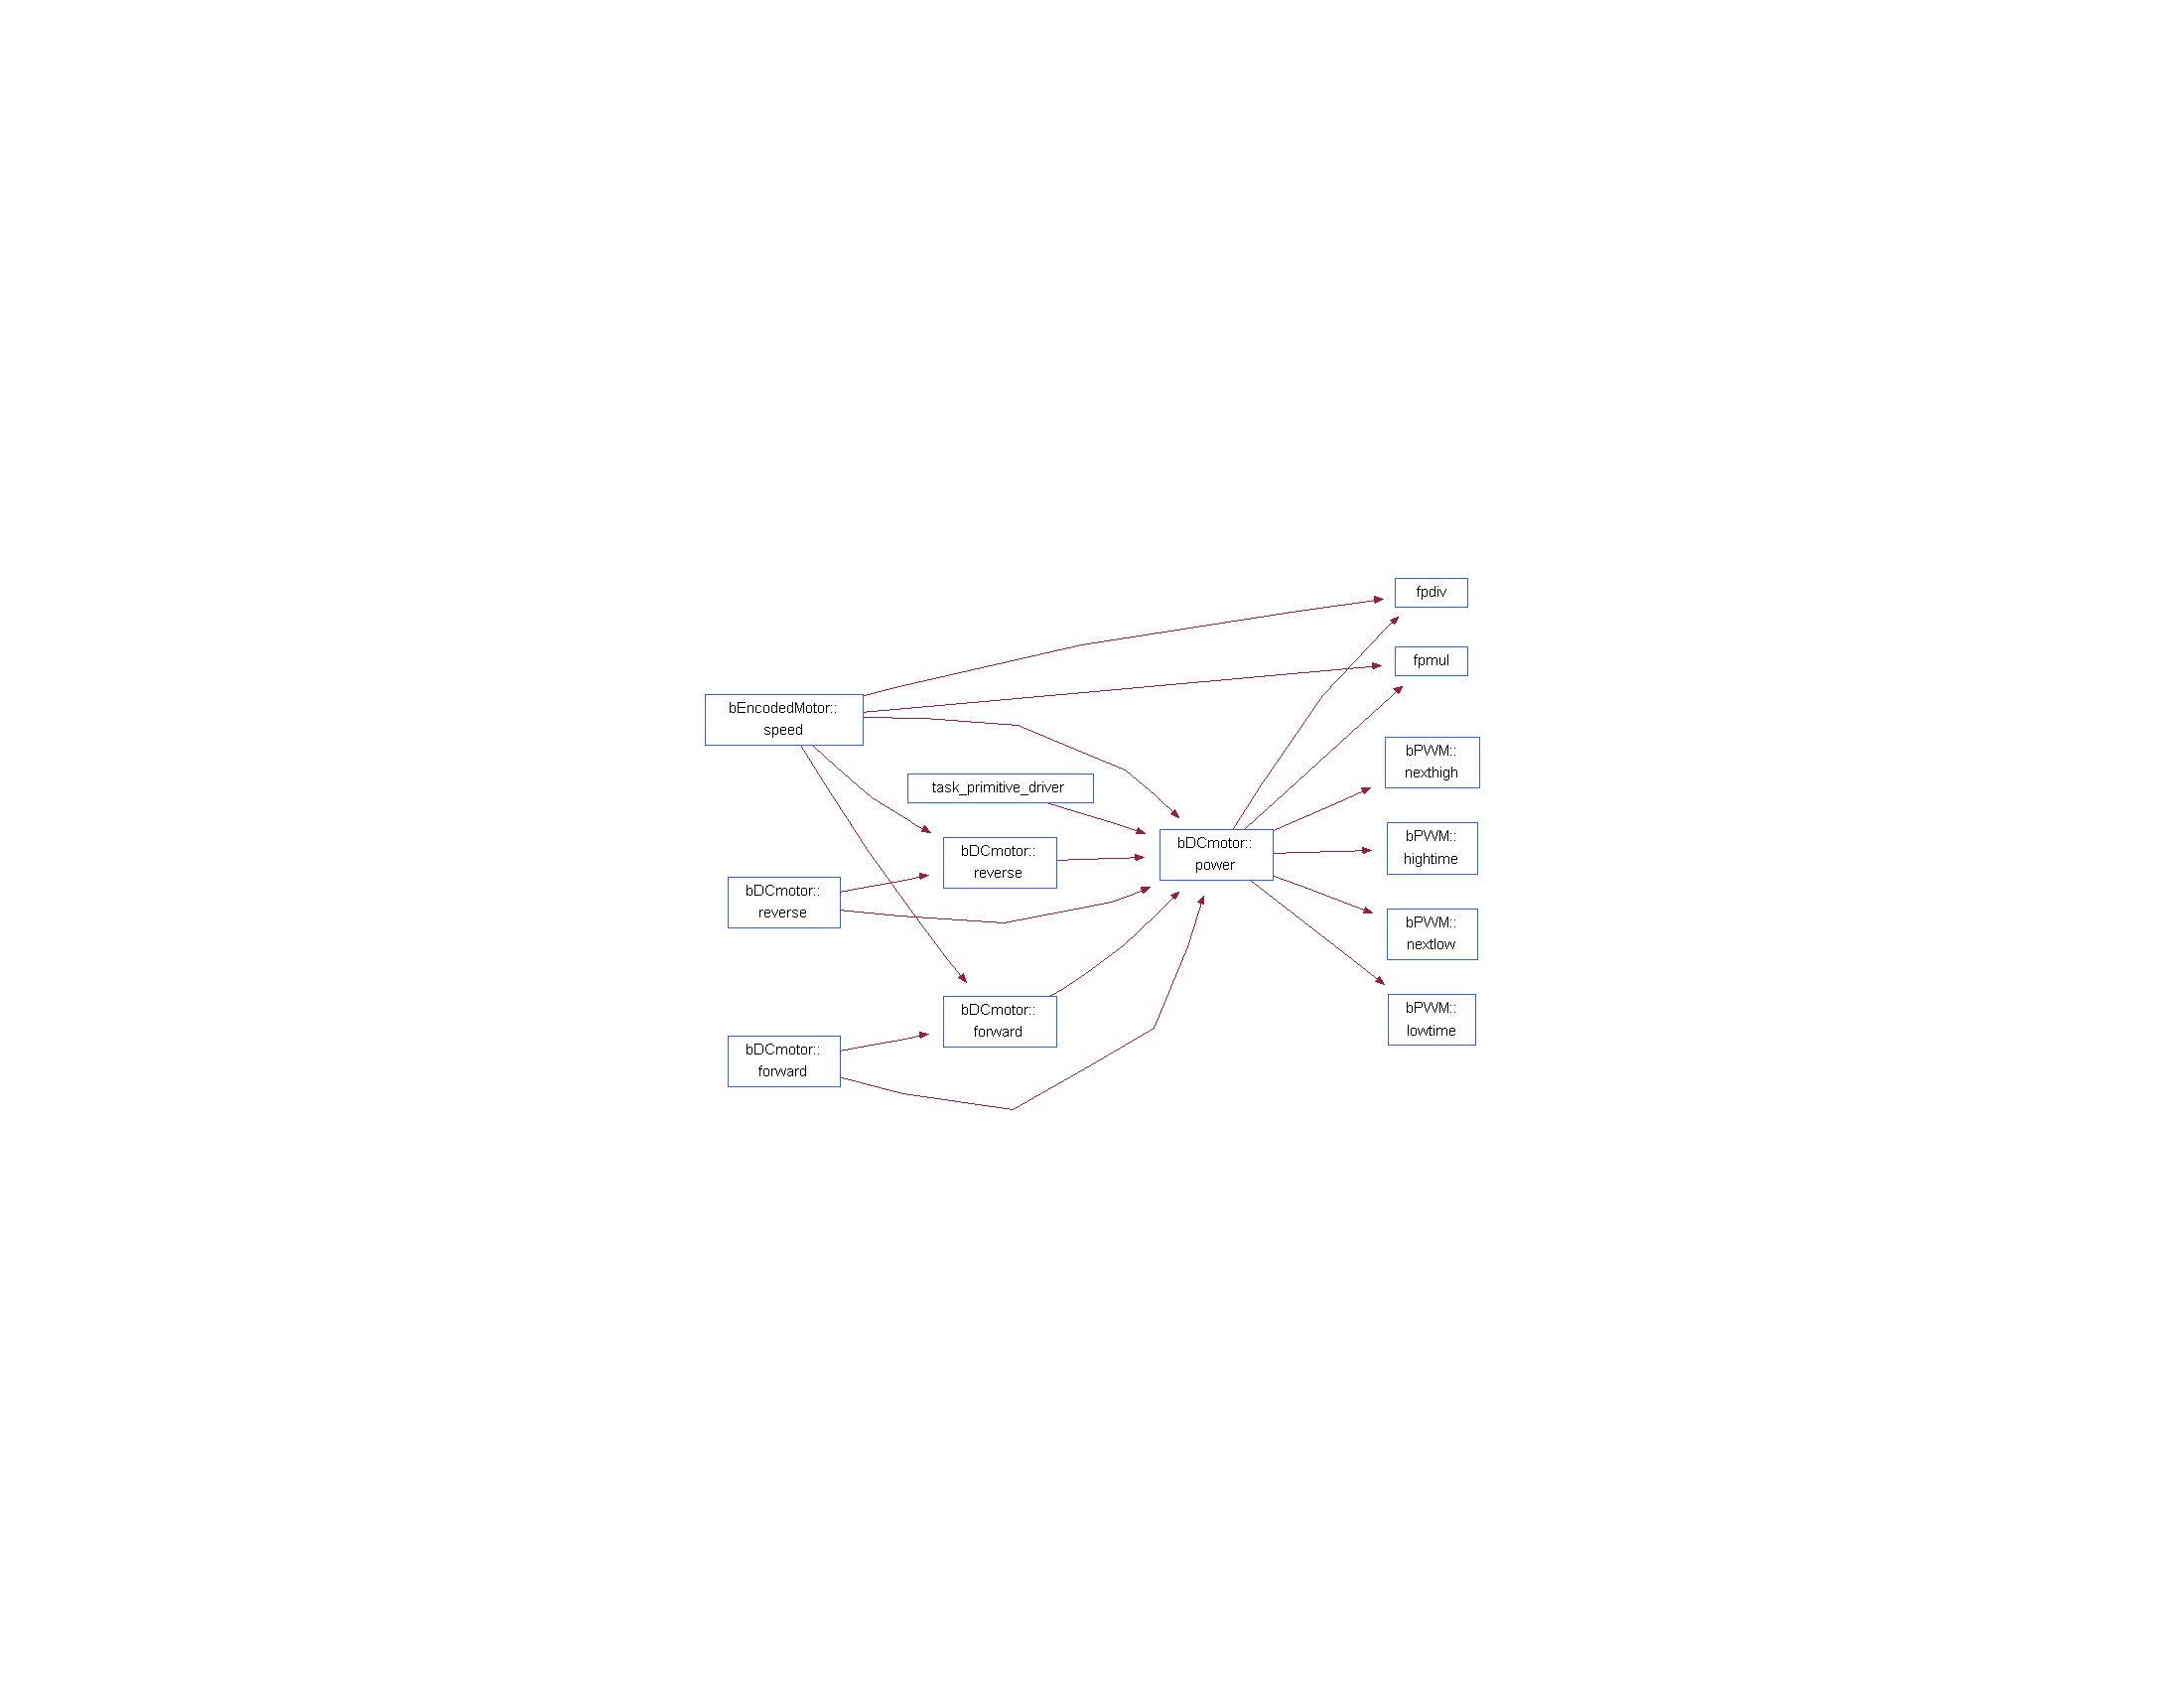 fpdiv
fpmul
bEncodedMotor::
speed
bPWM::
nexthigh
task_primitive_driver
bDCmotor::
power
bPWM::
hightime
bDCmotor::
reverse
bDCmotor::
reverse
bPWM::
nextlow
bDCmotor::
forward
bPWM::
lowtime
bDCmotor::
forward